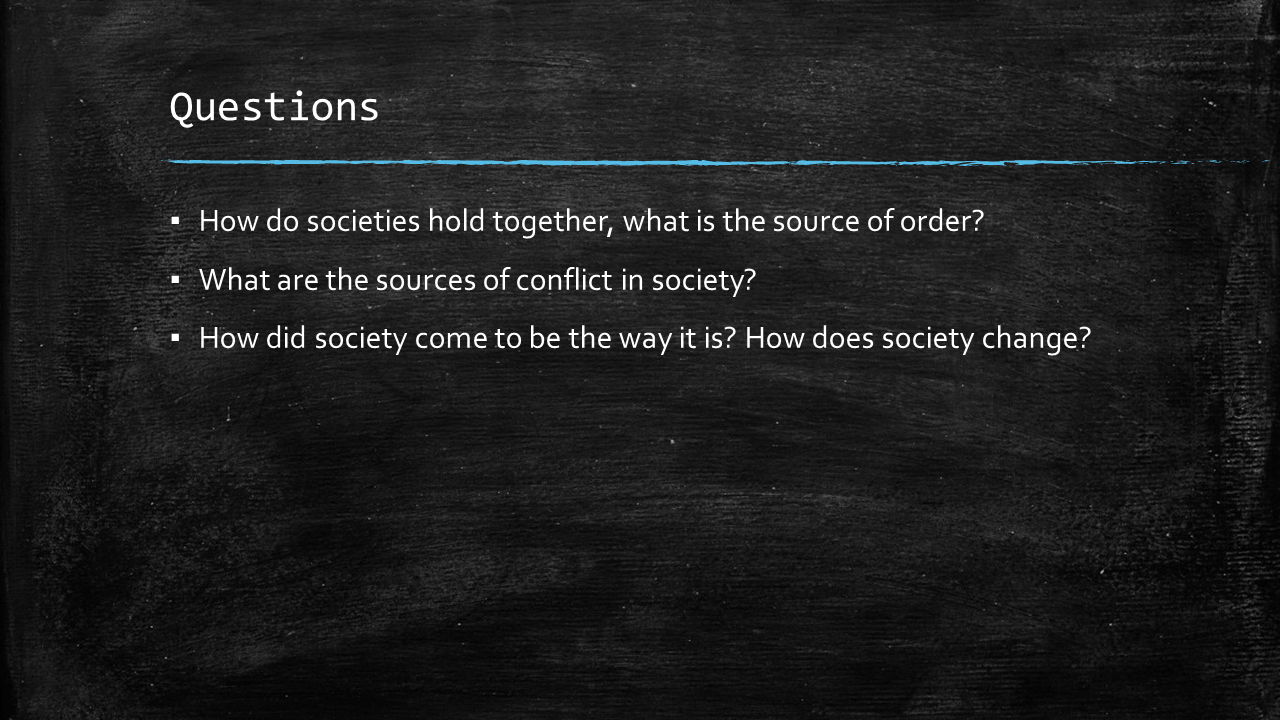 Questions
▪ How do societies hold together, what is the source of order?
▪ What are the sources of conflict in society?
▪ How did society come to be the way it is? How does society change?